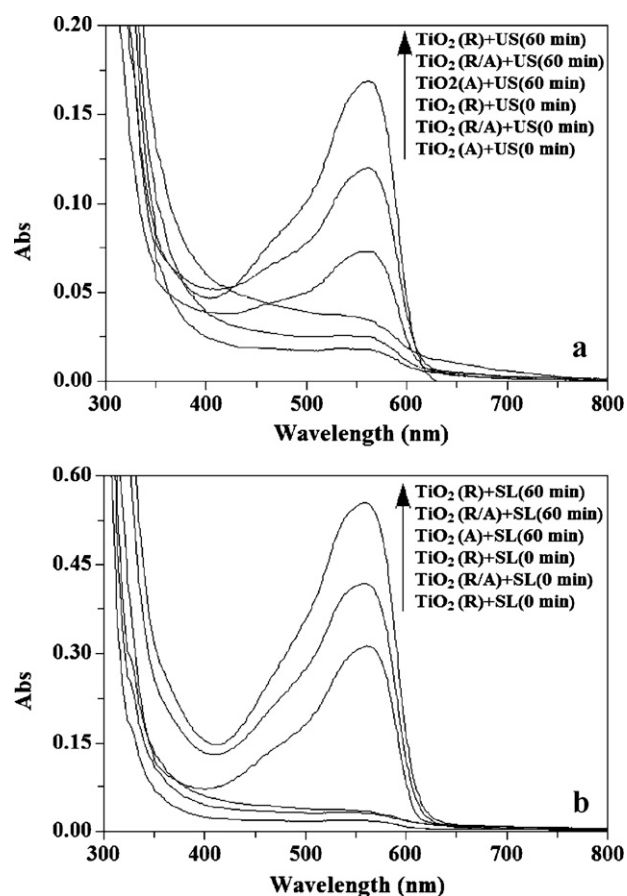 0.20
0.15
0.10
0.05
0.00
Abs
TiO₂ (R)+US(60 min)
TiO₂ (R/A)+US(60 min)
TiO2(A)+US(60 min)
TiO₂ (R)+US(0 min)
TiO₂ (R/A)+US(0 min)
TiO₂ (A)+US(0 min)
a
300 400 500 600 700 800
Wavelength (nm)
0.60
0.45
0.30
0.15
0.00
Abs
TiO₂ (R)+SL(60 min)
TiO₂ (R/A)+SL(60 min)
TiO₂ (A)+SL(60 min)
TiO₂ (R)+SL(0 min)
TiO₂ (R/A)+SL(0 min)
TiO₂ (R)+SL(0 min)
b
300 400 500 600 700 800
Wavelength (nm)